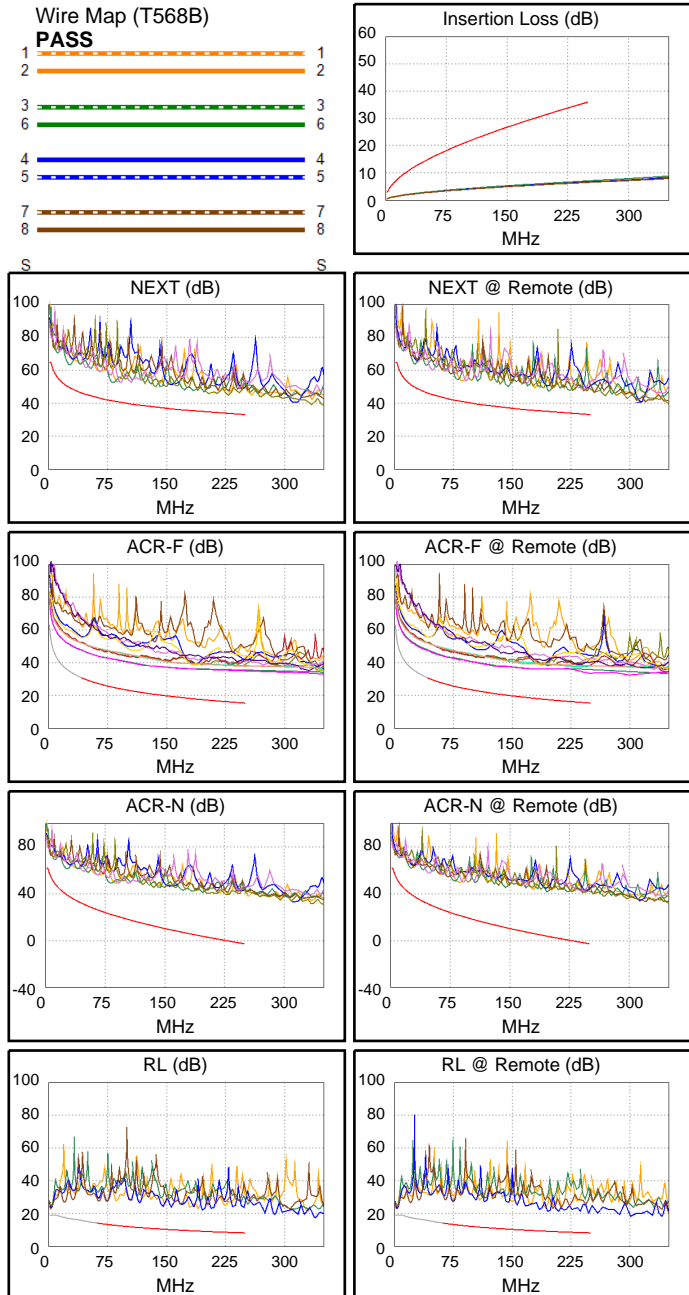 Wire Map (T568B)
PASS
1 1
2 2
3 3
6 6
4 4
5 5
7 7
8 8
S S
Insertion Loss (dB)
60
50
40
30
20
10
0
0 75 150 225 300
MHz
NEXT (dB)
100
80
60
40
20
0
0 75 150 225 300
MHz
NEXT @ Remote (dB)
100
80
60
40
20
0
0 75 150 225 300
MHz
ACR-F (dB)
100
80
60
40
20
0
0 75 150 225 300
MHz
ACR-F @ Remote (dB)
100
80
60
40
20
0
0 75 150 225 300
MHz
ACR-N (dB)
80
40
0
-40
0 75 150 225 300
MHz
ACR-N @ Remote (dB)
80
40
0
-40
0 75 150 225 300
MHz
RL (dB)
100
80
60
40
20
0
0 75 150 225 300
MHz
RL @ Remote (dB)
100
80
60
40
20
0
0 75 150 225 300
MHz